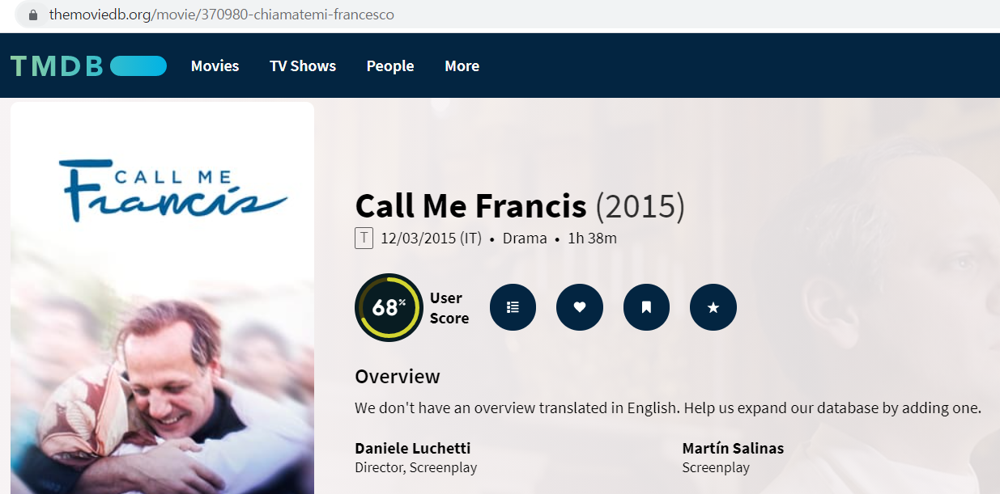 themoviedb.org/movie/370980-chiamatemi-francesco
TMDB Movies TV Shows People More
CALL ME
Francis
Call Me Francis (2015)
T 12/03/2015 (IT) • Drama • 1h 38m
68% User
Score
Overview
We don't have an overview translated in English. Help us expand our database by adding one.
Daniele Luchetti Martín Salinas
Director, Screenplay Screenplay